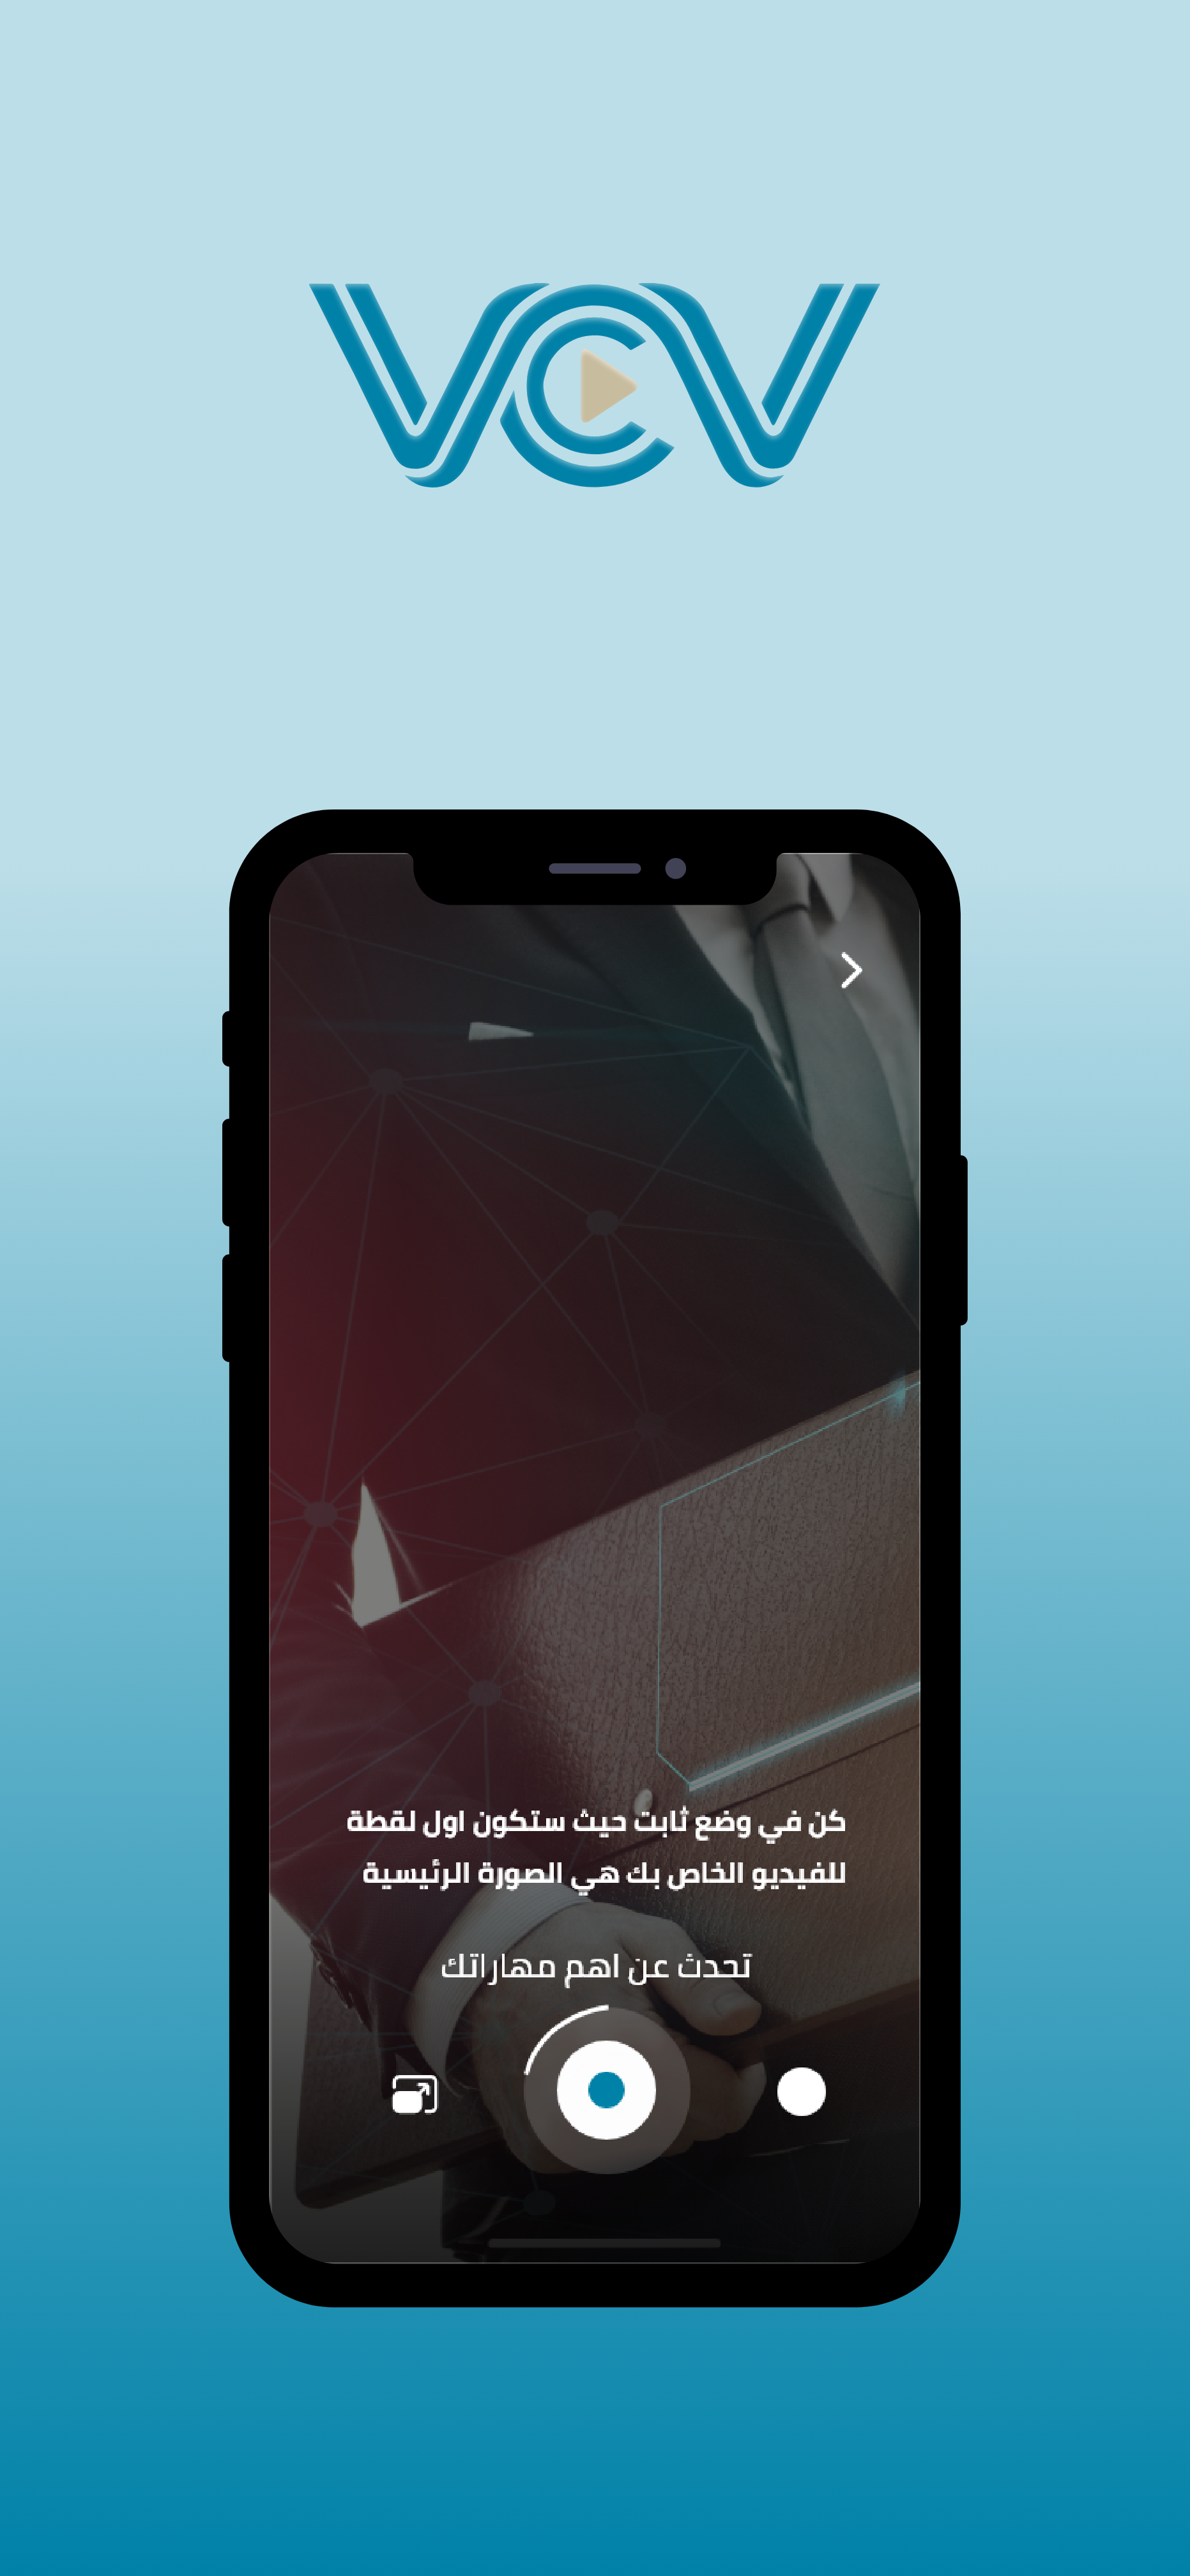 VCV
كن في وضع ثابت حيث ستكون اول لقطة
للفيديو الخاص بك هي الصورة الرئيسية
تحدث عن اهم مهاراتك